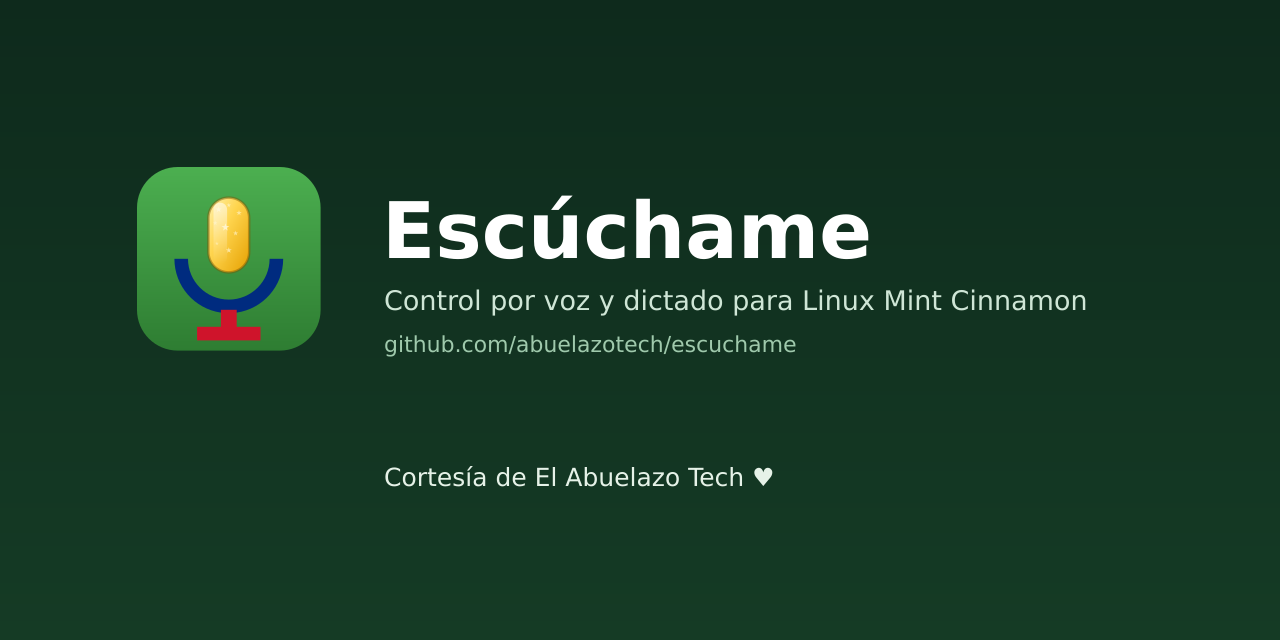 Escúchame
Control por voz y dictado para Linux Mint Cinnamon
github.com/abuelazotech/escuchame
Cortesía de El Abuelazo Tech ♥